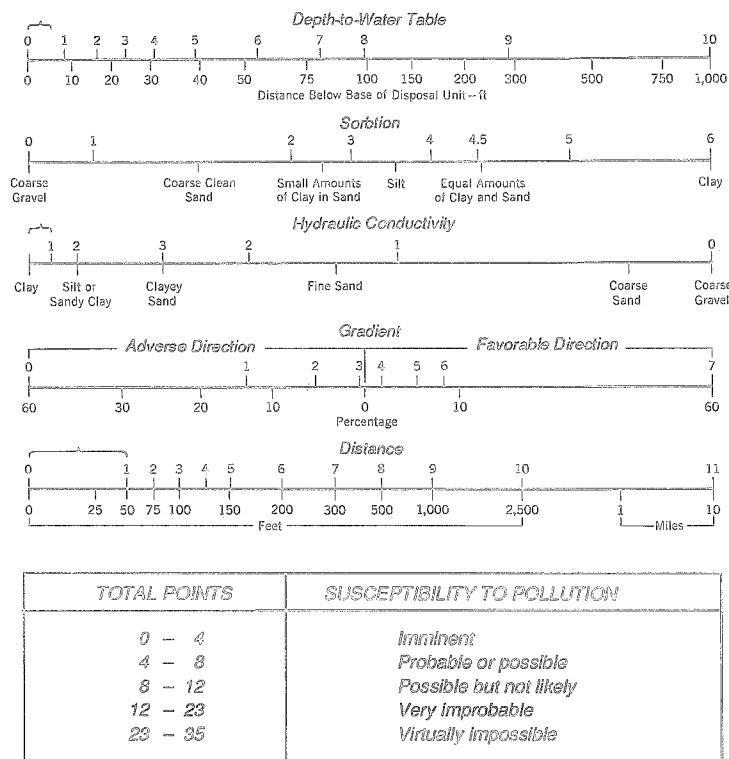 Depth-to-Water Table
0 1 2 3 4 5 6 7 8 9 10
0 10 20 30 40 50 75 100 150 200 300 500 750 1,000
Distance Below Base of Disposal Unit--ft
Sorbtion
0 1 2 3 4 4.5 5 6
Coarse Gravel Coarse Clean Sand Small Amounts of Clay in Sand Silt Equal Amounts of Clay and Sand Clay
Hydraulic Conductivity
1 2 3 2 1 0
Clay Silt or Sandy Clay Clayey Sand Fine Sand Coarse Sand Coarse Gravel
Gradient
Adverse Direction Favorable Direction
0 1 2 3 4 5 6 7
60 30 20 10 0 10 60
Percentage
Distance
0 1 2 3 4 5 6 7 8 9 10 11
0 25 50 75 100 150 200 300 500 1,000 2,500 1 10
Feet Miles
TOTAL POINTS SUSCEPTIBILITY TO POLLUTION
0 – 4 Imminent
4 – 8 Probable or possible
8 – 12 Possible but not likely
12 – 23 Very improbable
23 – 35 Virtually impossible